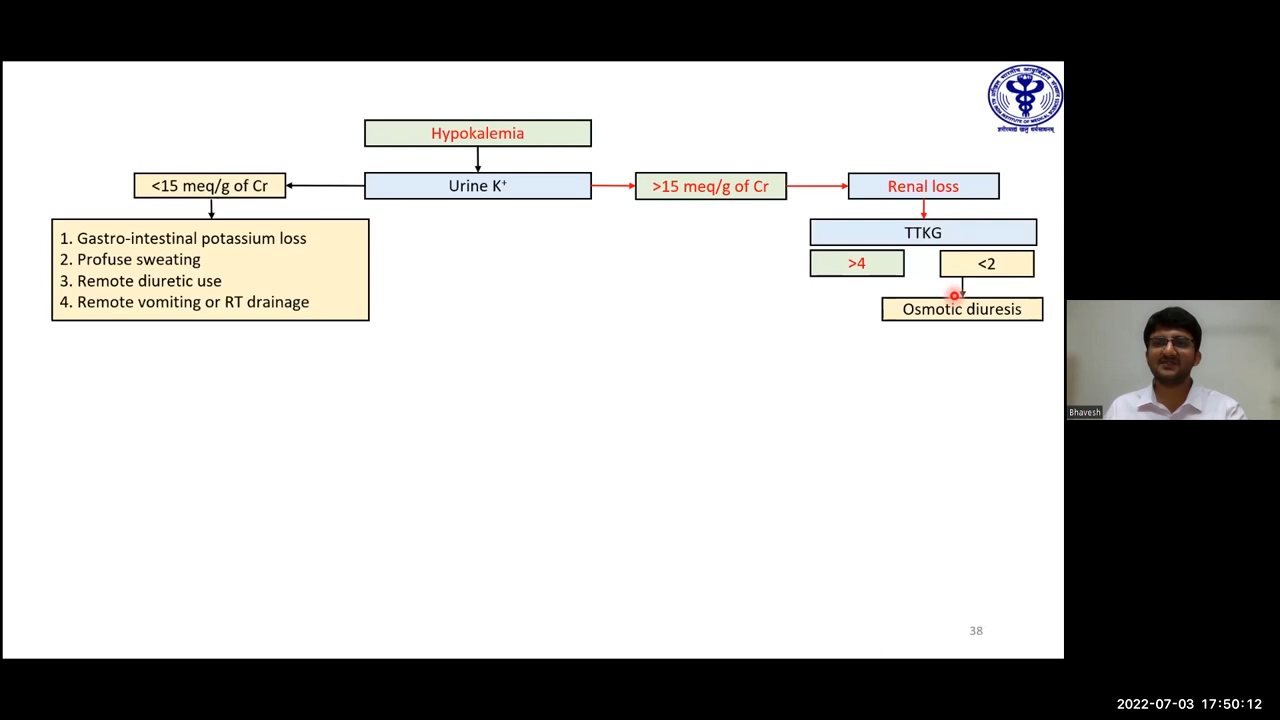 Hypokalemia
<15 meq/g of Cr
Urine K⁺
>15 meq/g of Cr
Renal loss
1. Gastro-intestinal potassium loss
2. Profuse sweating
3. Remote diuretic use
4. Remote vomiting or RT drainage
TTKG
>4
<2
Osmotic diuresis
Bhavesh
38
2022-07-03 17:50:12